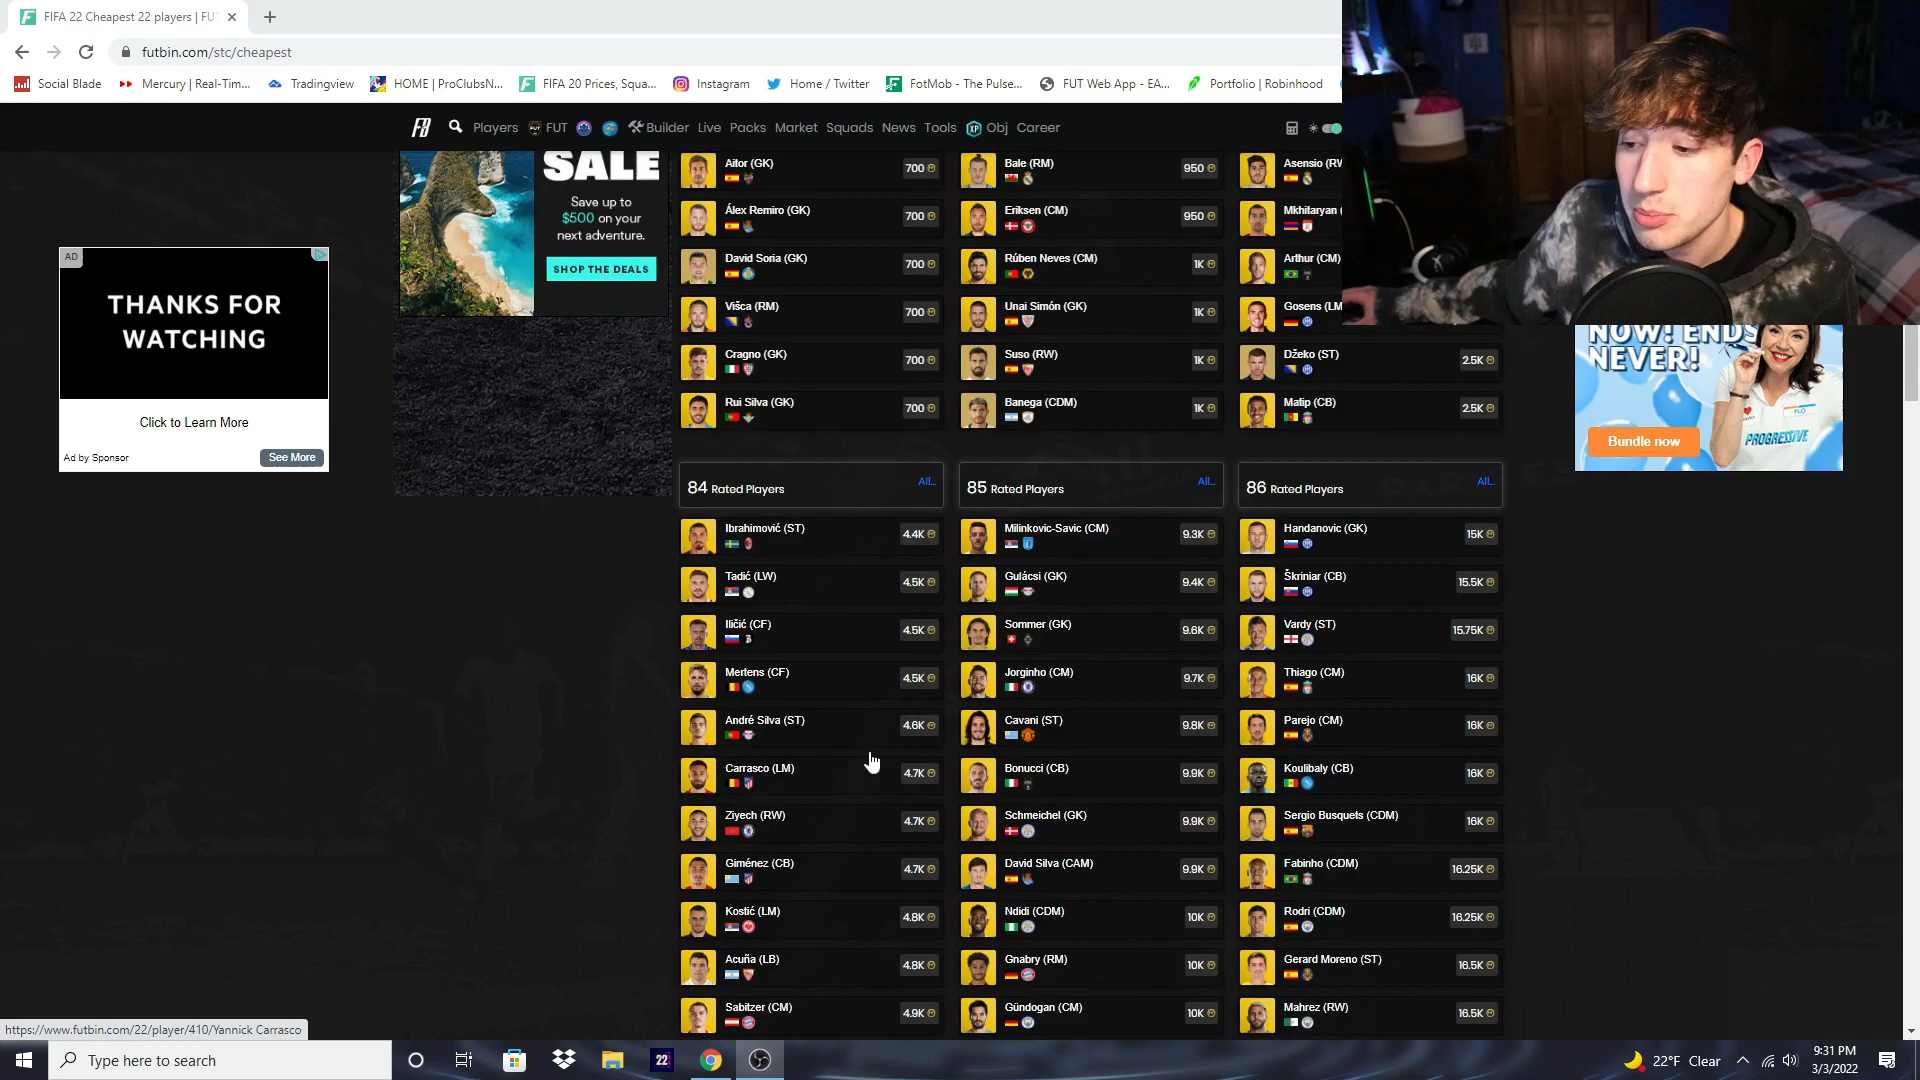 FIFA 22 Cheapest 22 players | FUT
futbin.com/stc/cheapest
Social Blade
Mercury | Real-Tim...
Tradingview
HOME | ProClubsN...
FIFA 20 Prices, Squa...
Instagram
Home / Twitter
FotMob - The Pulse...
FUT Web App - EA...
Portfolio | Robinhood
Players
FUT
Builder
Live
Packs
Market
Squads
News
Tools
XP Obj
Career
AD
THANKS FOR
WATCHING
Click to Learn More
Ad by Sponsor
See More
SALE
Save up to
$500 on your
next adventure.
SHOP THE DEALS
Aitor (GK) 700
Álex Remiro (GK) 700
David Soria (GK) 700
Višca (RM) 700
Cragno (GK) 700
Rui Silva (GK) 700
Bale (RM) 950
Eriksen (CM) 950
Rúben Neves (CM) 1K
Unai Simón (GK) 1K
Suso (RW) 1K
Banega (CDM) 1K
Asensio (RW
Mkhitaryan (
Arthur (CM)
Gosens (LM
Džeko (ST) 2.5K
Matip (CB) 2.5K
84 Rated Players All...
Ibrahimović (ST) 4.4K
Tadić (LW) 4.5K
Iličić (CF) 4.5K
Mertens (CF) 4.5K
André Silva (ST) 4.6K
Carrasco (LM) 4.7K
Ziyech (RW) 4.7K
Giménez (CB) 4.7K
Kostić (LM) 4.8K
Acuña (LB) 4.8K
Sabitzer (CM) 4.9K
85 Rated Players All...
Milinkovic-Savic (CM) 9.3K
Gulácsi (GK) 9.4K
Sommer (GK) 9.6K
Jorginho (CM) 9.7K
Cavani (ST) 9.8K
Bonucci (CB) 9.9K
Schmeichel (GK) 9.9K
David Silva (CAM) 9.9K
Ndidi (CDM) 10K
Gnabry (RM) 10K
Gündogan (CM) 10K
86 Rated Players All...
Handanovic (GK) 15K
Škriniar (CB) 15.5K
Vardy (ST) 15.75K
Thiago (CM) 16K
Parejo (CM) 16K
Koulibaly (CB) 16K
Sergio Busquets (CDM) 16K
Fabinho (CDM) 16.25K
Rodri (CDM) 16.25K
Gerard Moreno (ST) 16.5K
Mahrez (RW) 16.5K
NOW! ENDS
NEVER!
FLO
PROGRESSIVE
Bundle now
https://www.futbin.com/22/player/410/Yannick Carrasco
Type here to search
22
22°F Clear
9:31 PM
3/3/2022